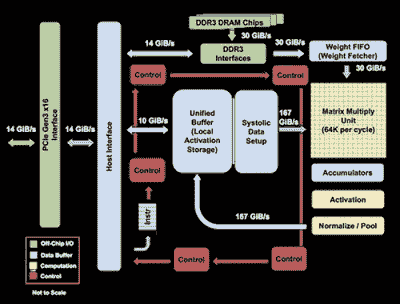 DDR3 DRAM Chips
30 GiB/s
14 GiB/s
DDR3
Interfaces
30 GiB/s
Weight FIFO
(Weight Fetcher)
30 GiB/s
Control
Control
PCIe Gen3 x16
Interface
14 GiB/s
14 GiB/s
Host Interface
10 GiB/s
Unified
Buffer
(Local
Activation
Storage)
Systolic
Data
Setup
167
GiB/s
Matrix Multiply
Unit
(64K per cycle)
Control
Accumulators
Instr
Activation
167 GiB/s
Normalize / Pool
Off-Chip I/O
Data Buffer
Computation
Control
Control
Control
Not to Scale